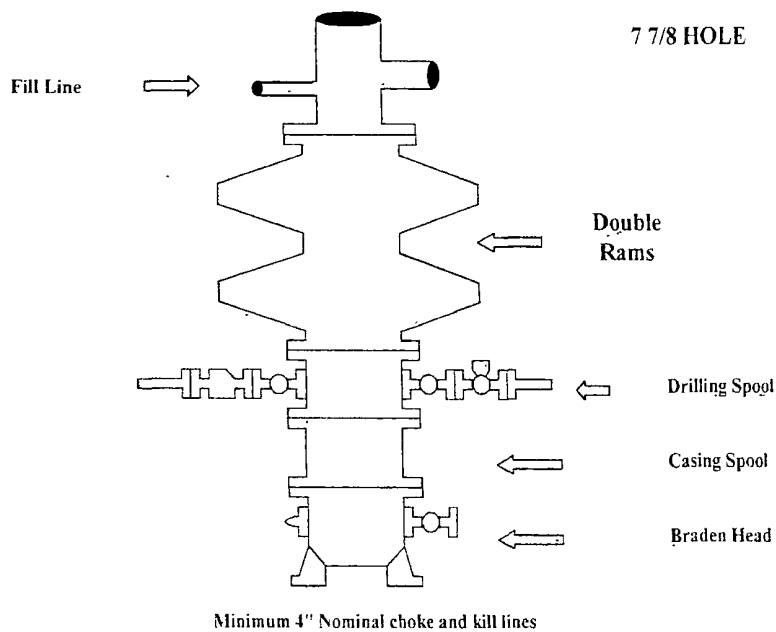 7 7/8 HOLE
Fill Line
Double
Rams
Drilling Spool
Casing Spool
Braden Head
Minimum 4" Nominal choke and kill lines